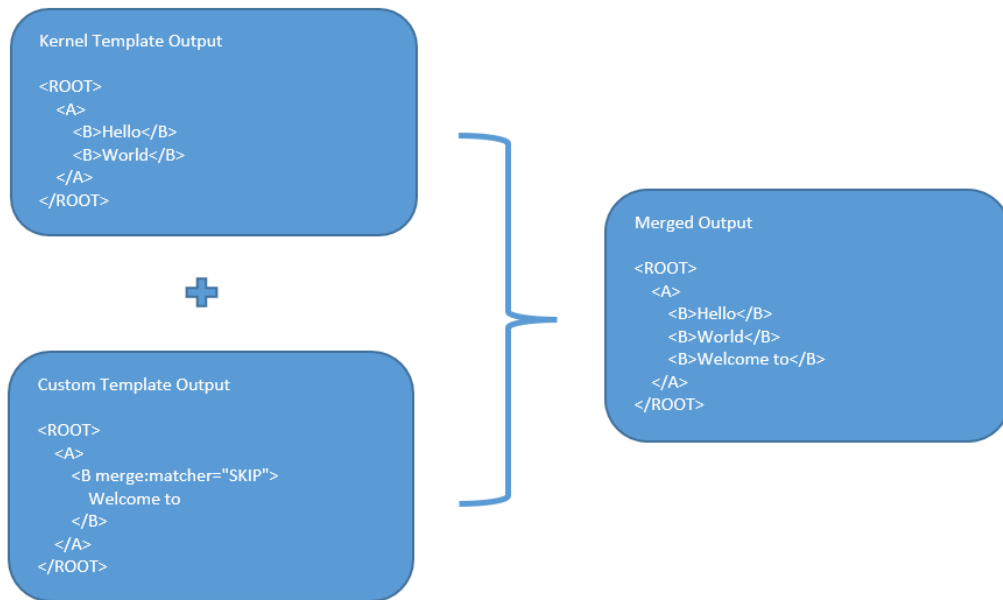 Kernel Template Output
<ROOT>
<A>
<B>Hello</B>
<B>World</B>
</A>
</ROOT>
Custom Template Output
<ROOT>
<A>
<B merge:matcher="SKIP">
Welcome to
</B>
</A>
</ROOT>
Merged Output
<ROOT>
<A>
<B>Hello</B>
<B>World</B>
<B>Welcome to</B>
</A>
</ROOT>